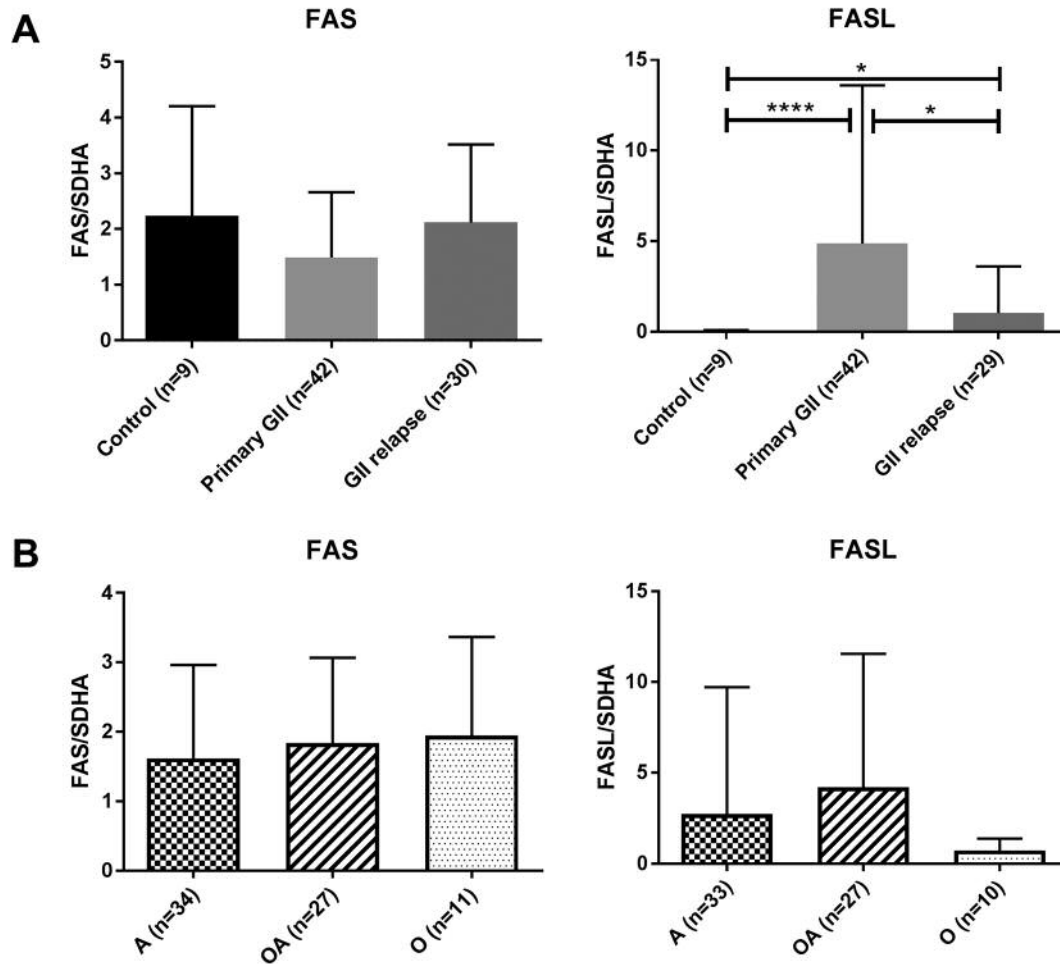 A
FAS
FAS/SDHA
5
4
3
2
1
0
Control (n=9)
Primary GII (n=42)
GII relapse (n=30)
FASL
FASL/SDHA
15
10
5
0
*
****
*
Control (n=9)
Primary GII (n=42)
GII relapse (n=29)
B
FAS
FAS/SDHA
4
3
2
1
0
A (n=34)
OA (n=27)
O (n=11)
FASL
FASL/SDHA
15
10
5
0
A (n=33)
OA (n=27)
O (n=10)